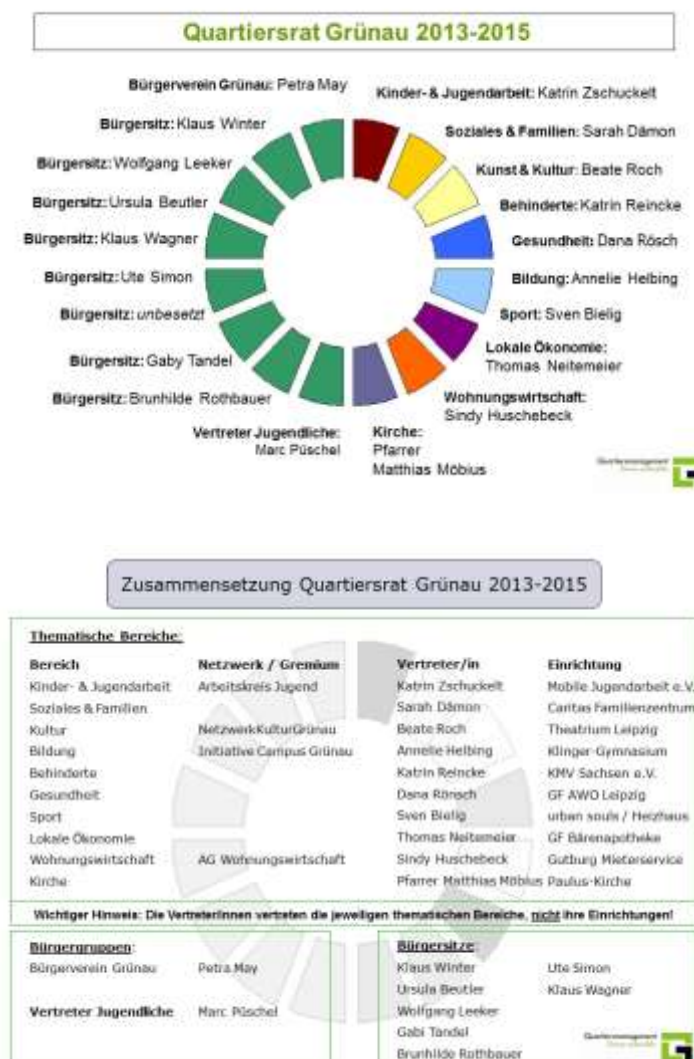 Quartiersrat Grünau 2013-2015
Bürgerverein Grünau: Petra May
Kinder- & Jugendarbeit: Katrin Zschuckelt
Bürgersitz: Klaus Winter
Soziales & Familien: Sarah Dämon
Bürgersitz: Wolfgang Leeker
Kunst & Kultur: Beate Roch
Bürgersitz: Ursula Beutler
Behinderte: Katrin Reincke
Bürgersitz: Klaus Wagner
Gesundheit: Dana Rösch
Bürgersitz: Ute Simon
Bildung: Annelie Helbing
Bürgersitz: unbesetzt
Sport: Sven Bielig
Lokale Ökonomie:
Thomas Neitemeier
Bürgersitz: Gaby Tandel
Bürgersitz: Brunhilde Rothbauer
Wohnungswirtschaft:
Sindy Huschebeck
Vertreter Jugendliche:
Marc Püschel
Kirche:
Pfarrer
Matthias Möbius
Quartiersmanagement
Zusammensetzung Quartiersrat Grünau 2013-2015
Thematische Bereiche:
Bereich Netzwerk / Gremium Vertreter/in Einrichtung
Kinder- & Jugendarbeit Arbeitskreis Jugend Katrin Zschuckelt Mobile Jugendarbeit e.V.
Soziales & Familien Sarah Dämon Caritas Familienzentrum
Kultur NetzwerkKulturGrünau Beate Roch Theatrium Leipzig
Bildung Initiative Campus Grünau Annelie Helbing Klinger-Gymnasium
Behinderte Katrin Reincke KMV Sachsen e.V.
Gesundheit Dana Rönsch GF AWO Leipzig
Sport Sven Bielig urban souls / Heizhaus
Lokale Ökonomie Thomas Neitemeier GF Bärenapotheke
Wohnungswirtschaft AG Wohnungswirtschaft Sindy Huschebeck Gutburg Mieterservice
Kirche Pfarrer Matthias Möbius Paulus-Kirche
Wichtiger Hinweis: Die VertreterInnen vertreten die jeweiligen thematischen Bereiche, nicht ihre Einrichtungen!
Bürgergruppen:
Bürgerverein Grünau Petra May
Vertreter Jugendliche Marc Püschel
Bürgersitze:
Klaus Winter Ute Simon
Ursula Beutler Klaus Wagner
Wolfgang Leeker
Gabi Tandel
Brunhilde Rothbauer
Quartiersmanagement